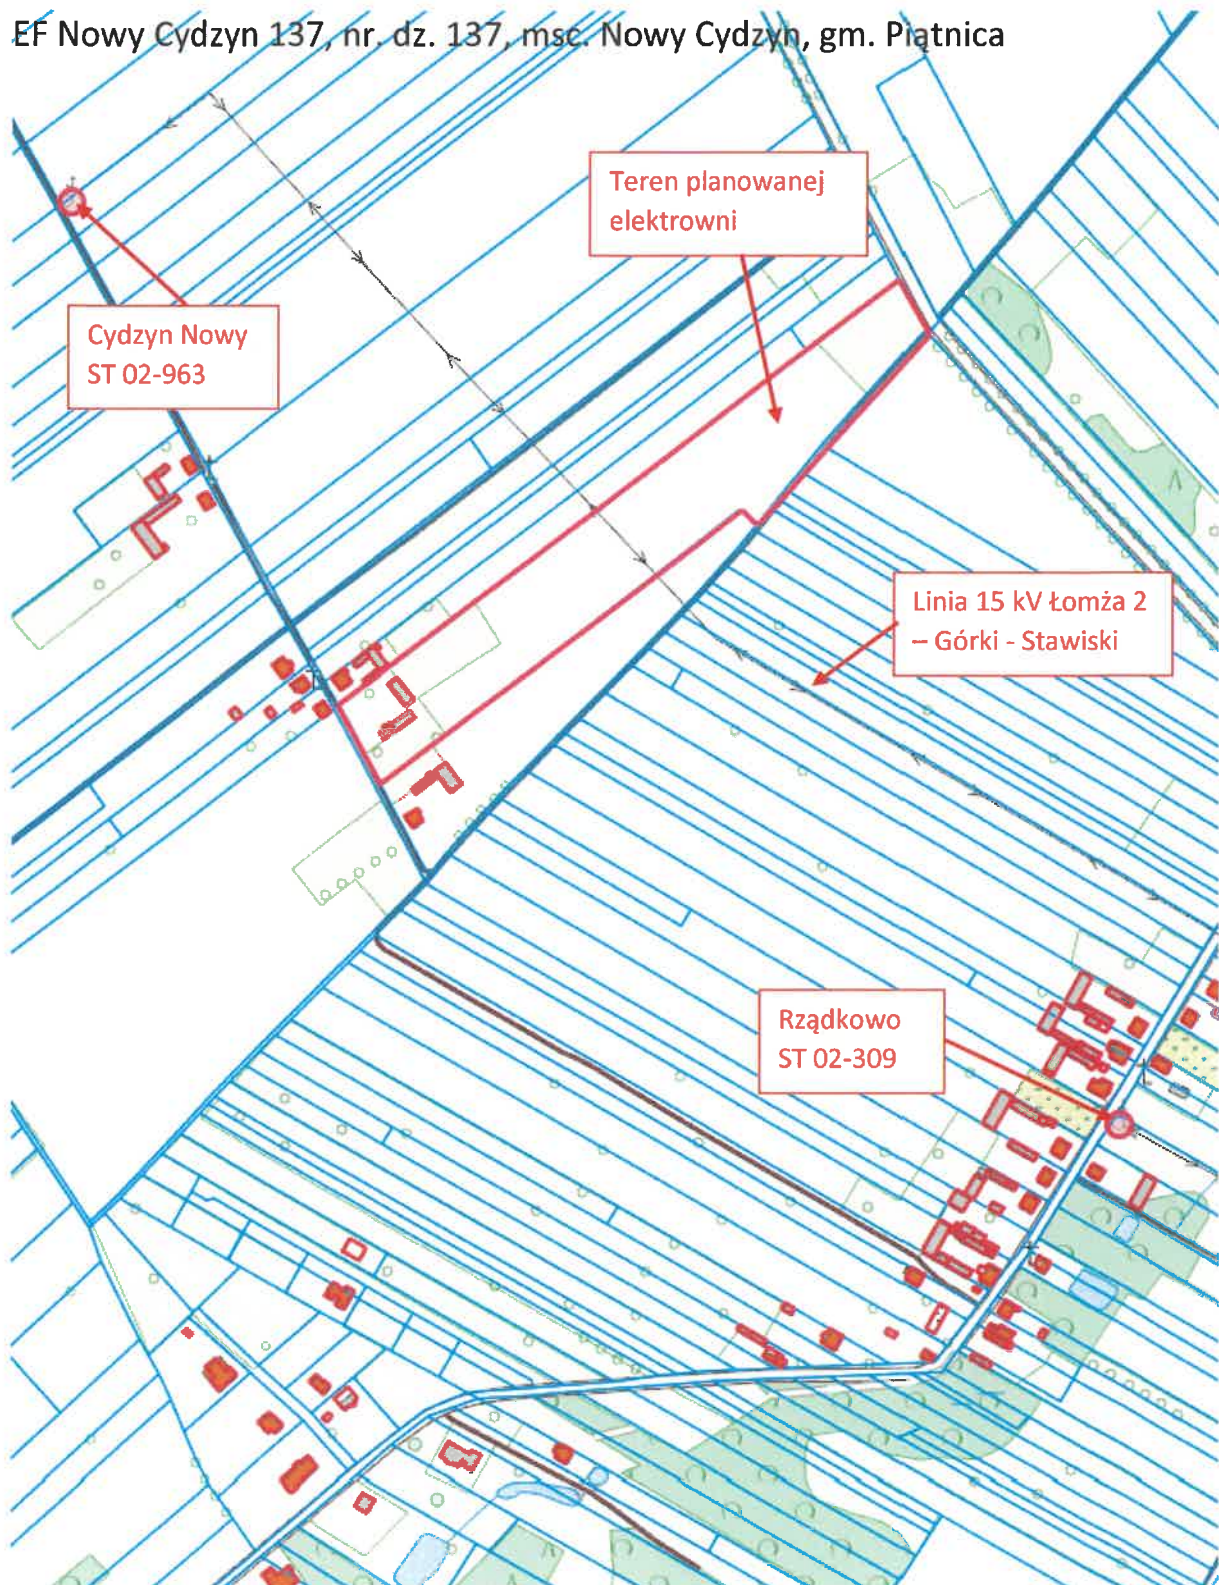 EF Nowy Cydzyn 137, nr. dz. 137, msc. Nowy Cydzyn, gm. Piątnica
Teren planowanej
elektrowni
Cydzyn Nowy
ST 02-963
Linia 15 kV Łomża 2
– Górki - Stawiski
Rządkowo
ST 02-309